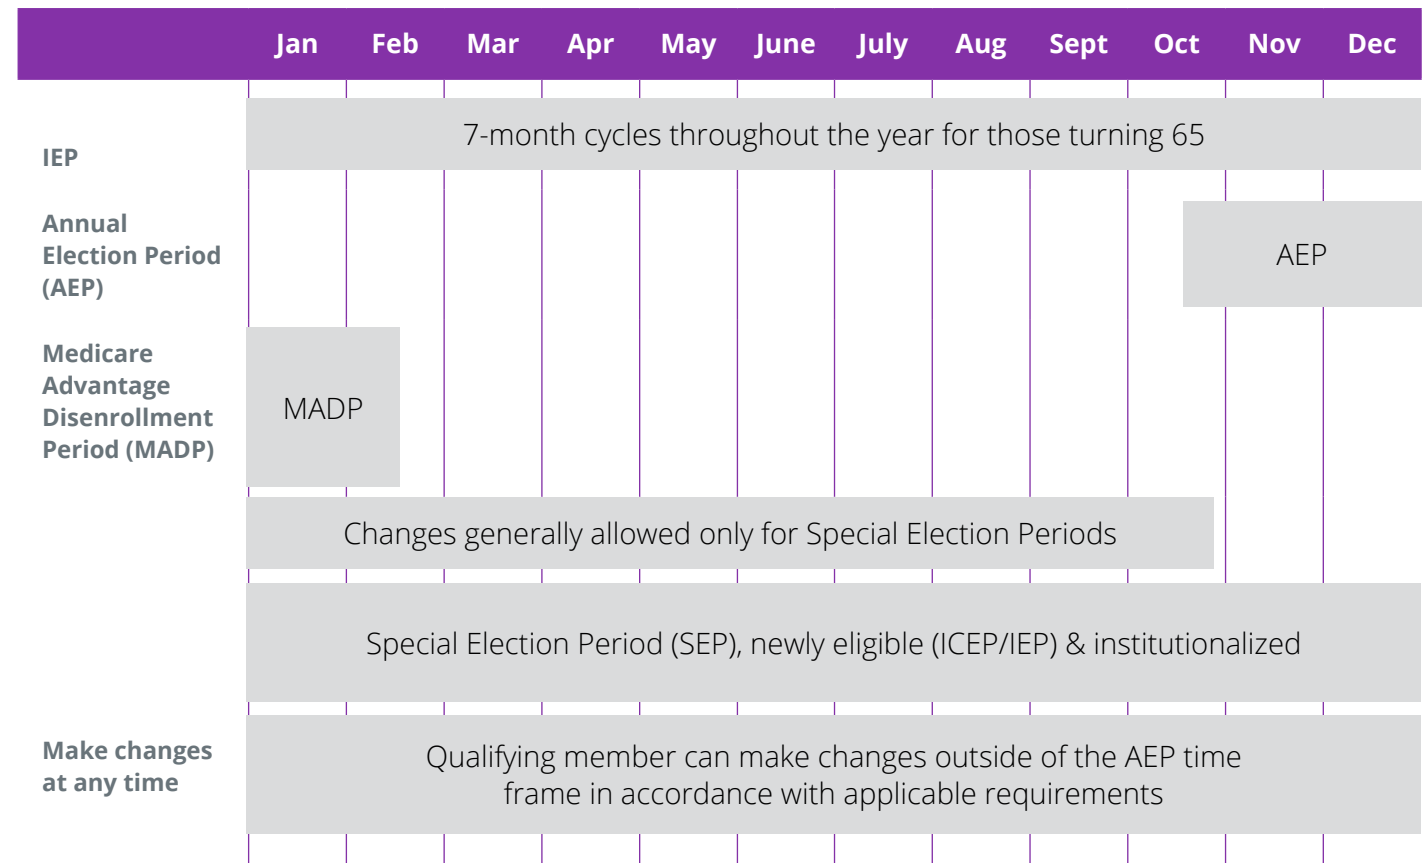 Jan Feb Mar Apr May June July Aug Sept Oct Nov Dec
IEP
7-month cycles throughout the year for those turning 65
Annual
Election Period
(AEP)
AEP
Medicare
Advantage
Disenrollment
Period (MADP)
MADP
Changes generally allowed only for Special Election Periods
Special Election Period (SEP), newly eligible (ICEP/IEP) & institutionalized
Make changes
at any time
Qualifying member can make changes outside of the AEP time
frame in accordance with applicable requirements